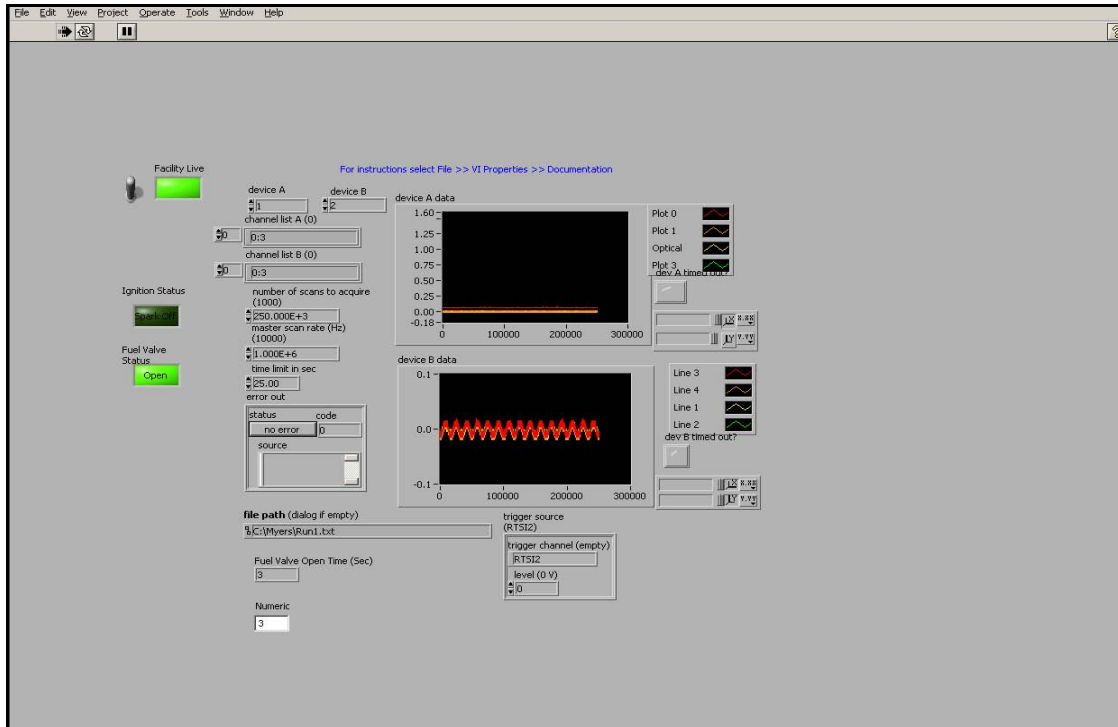 File Edit View Project Operate Tools Window Help
Facility Live
For instructions select File >> VI Properties >> Documentation
device A
device B
1
2
channel list A (0)
0
0:3
channel list B (0)
0
0:3
number of scans to acquire
(1000)
250.000E+3
master scan rate (Hz)
(10000)
1.000E+6
time limit in sec
25.00
error out
status
code
no error
0
source
Ignition Status
Spark Off
Fuel Valve
Status
Open
device A data
1.60
1.25
1.00
0.75
0.50
0.25
0.00
-0.18
0 100000 200000 300000
Plot 0
Plot 1
Optical
Plot 3
dev A timed out?
X X.XX
Y Y.YY
device B data
0.1
0.0
-0.1
0 100000 200000 300000
Line 3
Line 4
Line 1
Line 2
dev B timed out?
X X.XX
Y Y.YY
file path (dialog if empty)
C:\Myers\Run1.txt
trigger source
(RTSI2)
trigger channel (empty)
RTSI2
level (0 V)
0
Fuel Valve Open Time (Sec)
3
Numeric
3